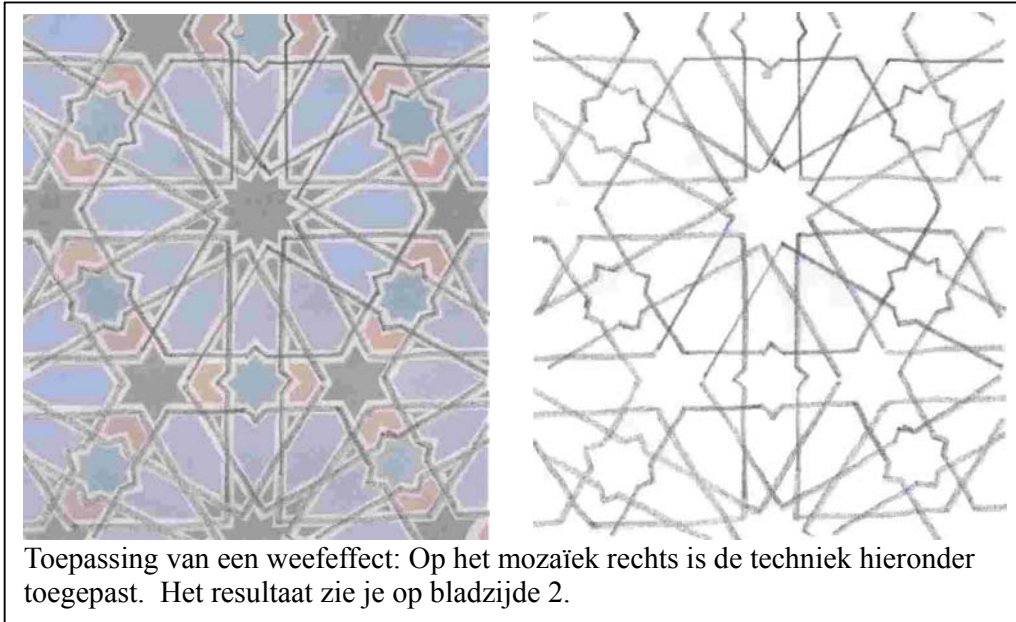 Toepassing van een weefeffect: Op het mozaïek rechts is de techniek hieronder
toegepast.  Het resultaat zie je op bladzijde 2.